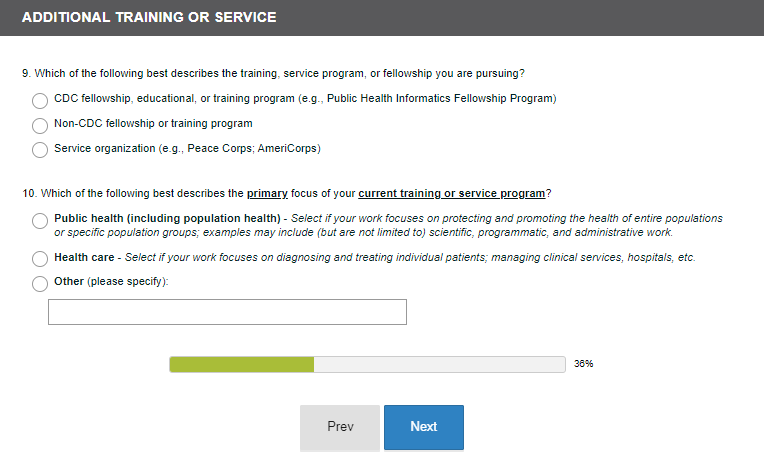 ADDITIONAL TRAINING OR SERVICE
9. Which of the following best describes the training, service program, or fellowship you are pursuing?
CDC fellowship, educational, or training program (e.g., Public Health Informatics Fellowship Program)
Non-CDC fellowship or training program
Service organization (e.g., Peace Corps; AmeriCorps)
10. Which of the following best describes the primary focus of your current training or service program?
Public health (including population health) - Select if your work focuses on protecting and promoting the health of entire populations
or specific population groups; examples may include (but are not limited to) scientific, programmatic, and administrative work.
Health care - Select if your work focuses on diagnosing and treating individual patients; managing clinical services, hospitals, etc.
Other (please specify):
36%
Prev
Next